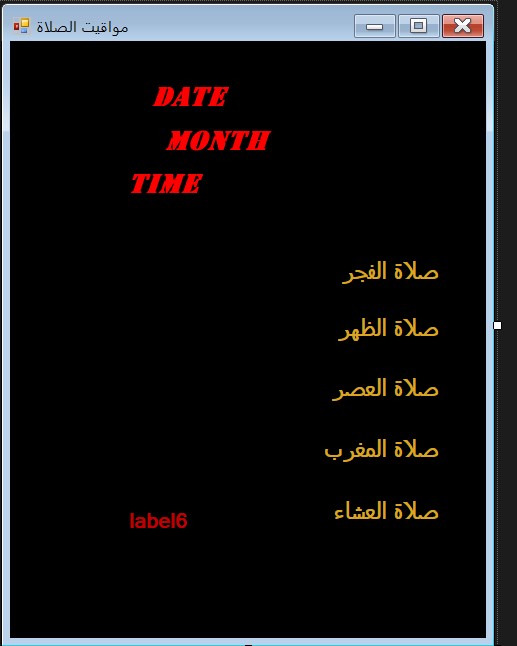 مواقيت الصلاة
DATE
MONTH
TIME
صلاة الفجر
صلاة الظهر
صلاة العصر
صلاة المغرب
صلاة العشاء
label6